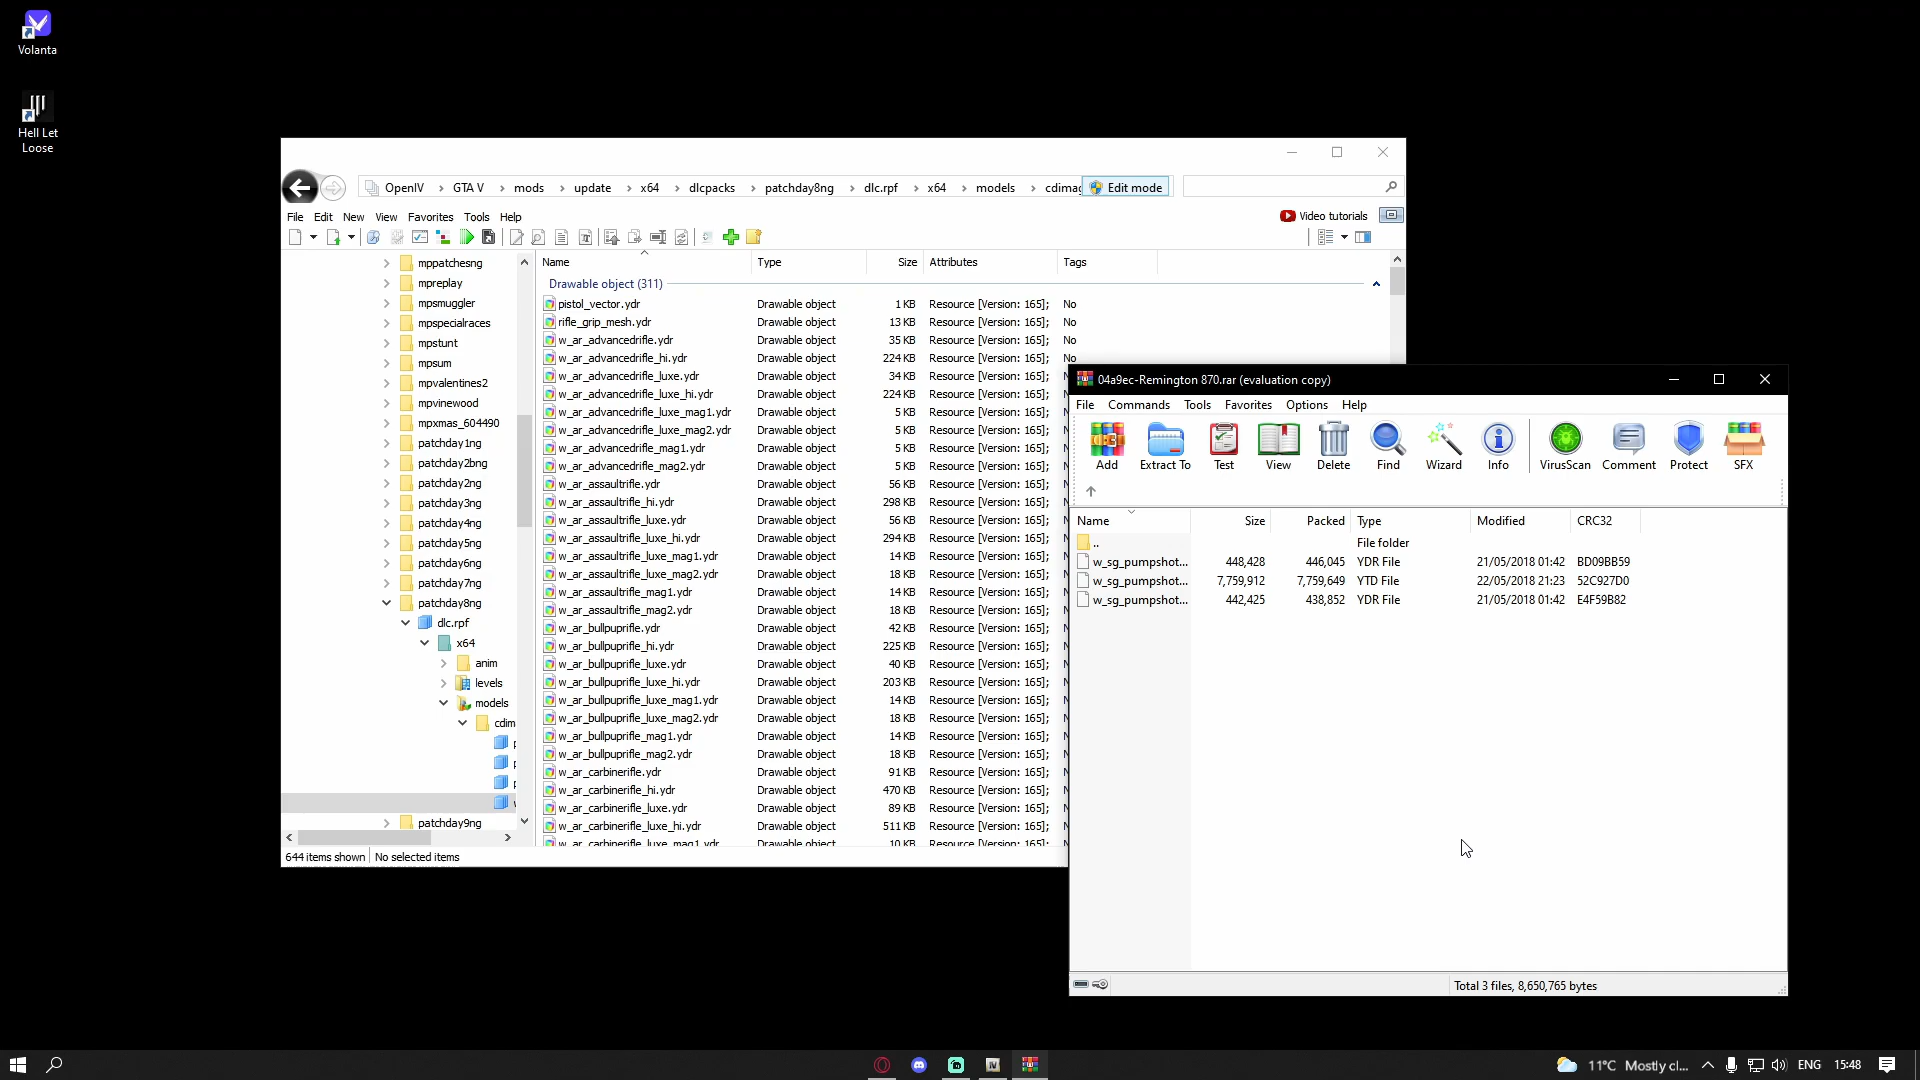 Volanta
Hell Let
Loose
OpenIV > GTA V > mods > update > x64 > dlcpacks > patchday8ng > dlc.rpf > x64 > models > cdimag
Edit mode
File Edit New View Favorites Tools Help
Video tutorials
mppatchesng
mpreplay
mpsmuggler
mpspecialraces
mpstunt
mpsum
mpvalentines2
mpvinewood
mpxmas_604490
patchday1ng
patchday2bng
patchday2ng
patchday3ng
patchday4ng
patchday5ng
patchday6ng
patchday7ng
patchday8ng
dlc.rpf
x64
anim
levels
models
cdim
patchday9ng
Name Type Size Attributes Tags
Drawable object (311)
pistol_vector.ydr Drawable object 1 KB Resource [Version: 165]; No
rifle_grip_mesh.ydr Drawable object 13 KB Resource [Version: 165]; No
w_ar_advancedrifle.ydr Drawable object 35 KB Resource [Version: 165]; No
w_ar_advancedrifle_hi.ydr Drawable object 224 KB Resource [Version: 165]; No
w_ar_advancedrifle_luxe.ydr Drawable object 34 KB Resource [Version: 165];
w_ar_advancedrifle_luxe_hi.ydr Drawable object 224 KB Resource [Version: 165];
w_ar_advancedrifle_luxe_mag1.ydr Drawable object 5 KB Resource [Version: 165];
w_ar_advancedrifle_luxe_mag2.ydr Drawable object 5 KB Resource [Version: 165];
w_ar_advancedrifle_mag1.ydr Drawable object 5 KB Resource [Version: 165];
w_ar_advancedrifle_mag2.ydr Drawable object 5 KB Resource [Version: 165];
w_ar_assaultrifle.ydr Drawable object 56 KB Resource [Version: 165];
w_ar_assaultrifle_hi.ydr Drawable object 298 KB Resource [Version: 165];
w_ar_assaultrifle_luxe.ydr Drawable object 56 KB Resource [Version: 165];
w_ar_assaultrifle_luxe_hi.ydr Drawable object 294 KB Resource [Version: 165];
w_ar_assaultrifle_luxe_mag1.ydr Drawable object 14 KB Resource [Version: 165];
w_ar_assaultrifle_luxe_mag2.ydr Drawable object 18 KB Resource [Version: 165];
w_ar_assaultrifle_mag1.ydr Drawable object 14 KB Resource [Version: 165];
w_ar_assaultrifle_mag2.ydr Drawable object 18 KB Resource [Version: 165];
w_ar_bullpuprifle.ydr Drawable object 42 KB Resource [Version: 165];
w_ar_bullpuprifle_hi.ydr Drawable object 225 KB Resource [Version: 165];
w_ar_bullpuprifle_luxe.ydr Drawable object 40 KB Resource [Version: 165];
w_ar_bullpuprifle_luxe_hi.ydr Drawable object 203 KB Resource [Version: 165];
w_ar_bullpuprifle_luxe_mag1.ydr Drawable object 14 KB Resource [Version: 165];
w_ar_bullpuprifle_luxe_mag2.ydr Drawable object 18 KB Resource [Version: 165];
w_ar_bullpuprifle_mag1.ydr Drawable object 14 KB Resource [Version: 165];
w_ar_bullpuprifle_mag2.ydr Drawable object 18 KB Resource [Version: 165];
w_ar_carbinerifle.ydr Drawable object 91 KB Resource [Version: 165];
w_ar_carbinerifle_hi.ydr Drawable object 470 KB Resource [Version: 165];
w_ar_carbinerifle_luxe.ydr Drawable object 89 KB Resource [Version: 165];
w_ar_carbinerifle_luxe_hi.ydr Drawable object 511 KB Resource [Version: 165];
w_ar_carbinerifle_luxe_mag1.ydr Drawable object 10 KB Resource [Version: 165];
644 items shown No selected items
04a9ec-Remington 870.rar (evaluation copy)
File Commands Tools Favorites Options Help
Add Extract To Test View Delete Find Wizard Info VirusScan Comment Protect SFX
Name Size Packed Type Modified CRC32
.. File folder
w_sg_pumpshot... 448,428 446,045 YDR File 21/05/2018 01:42 BD09BB59
w_sg_pumpshot... 7,759,912 7,759,649 YTD File 22/05/2018 21:23 52C927D0
w_sg_pumpshot... 442,425 438,852 YDR File 21/05/2018 01:42 E4F59B82
Total 3 files, 8,650,765 bytes
11°C Mostly cl... ENG 15:48